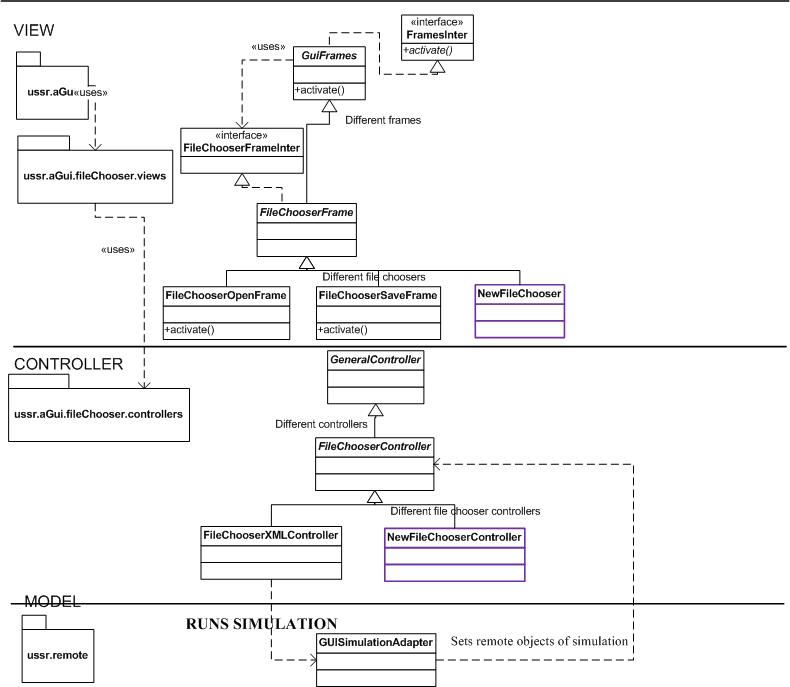 VIEW
«interface»
FramesInter
+activate()
«uses»
GuiFrames
+activate()
ussr.aGu
«uses»
Different frames
«interface»
FileChooserFrameInter
ussr.aGui.fileChooser.views
FileChooserFrame
«uses»
Different file choosers
FileChooserOpenFrame
+activate()
FileChooserSaveFrame
+activate()
NewFileChooser
CONTROLLER
GeneralController
ussr.aGui.fileChooser.controllers
Different controllers
FileChooserController
Different file chooser controllers
FileChooserXMLController
NewFileChooserController
MODEL
RUNS SIMULATION
ussr.remote
GUISimulationAdapter
Sets remote objects of simulation